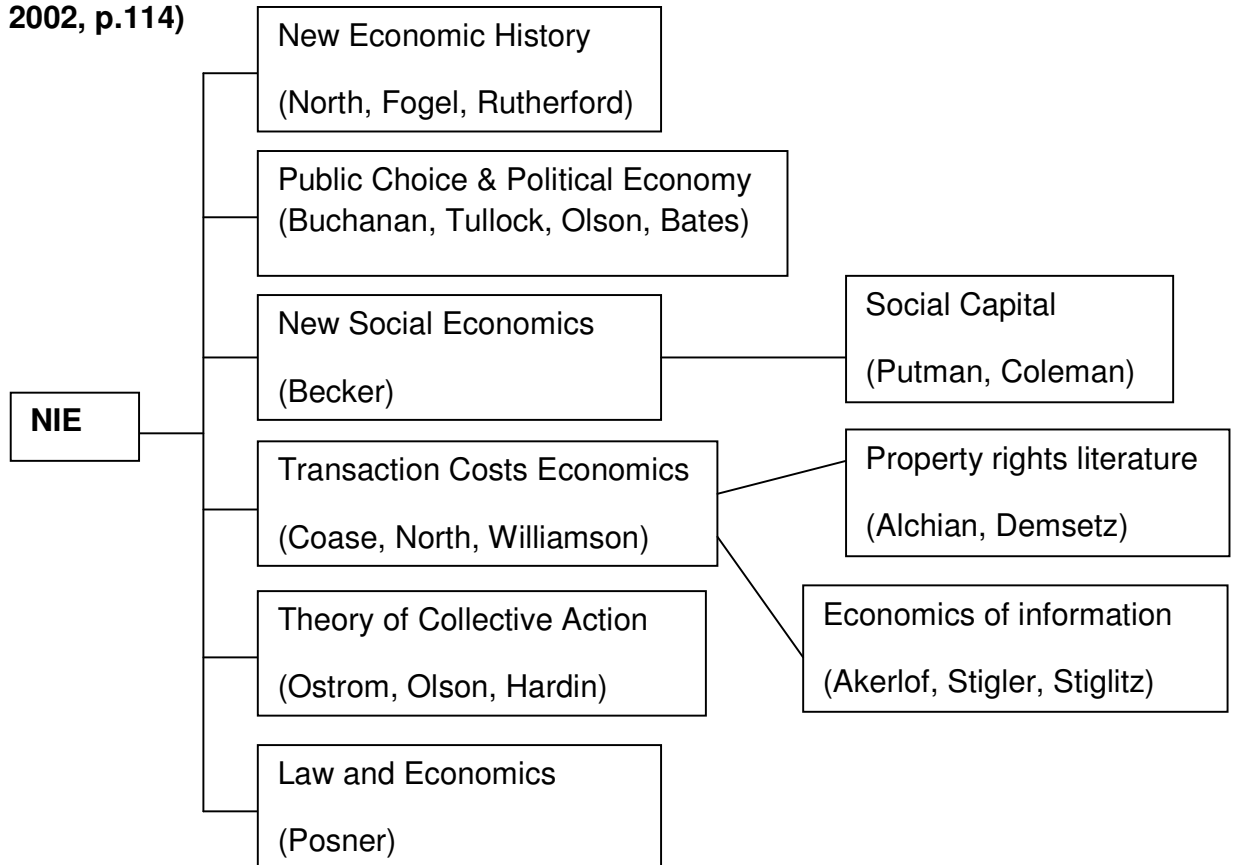 2002, p.114)
New Economic History
(North, Fogel, Rutherford)
Public Choice & Political Economy
(Buchanan, Tullock, Olson, Bates)
New Social Economics
(Becker)
Social Capital
(Putman, Coleman)
NIE
Transaction Costs Economics
(Coase, North, Williamson)
Property rights literature
(Alchian, Demsetz)
Economics of information
(Akerlof, Stigler, Stiglitz)
Theory of Collective Action
(Ostrom, Olson, Hardin)
Law and Economics
(Posner)